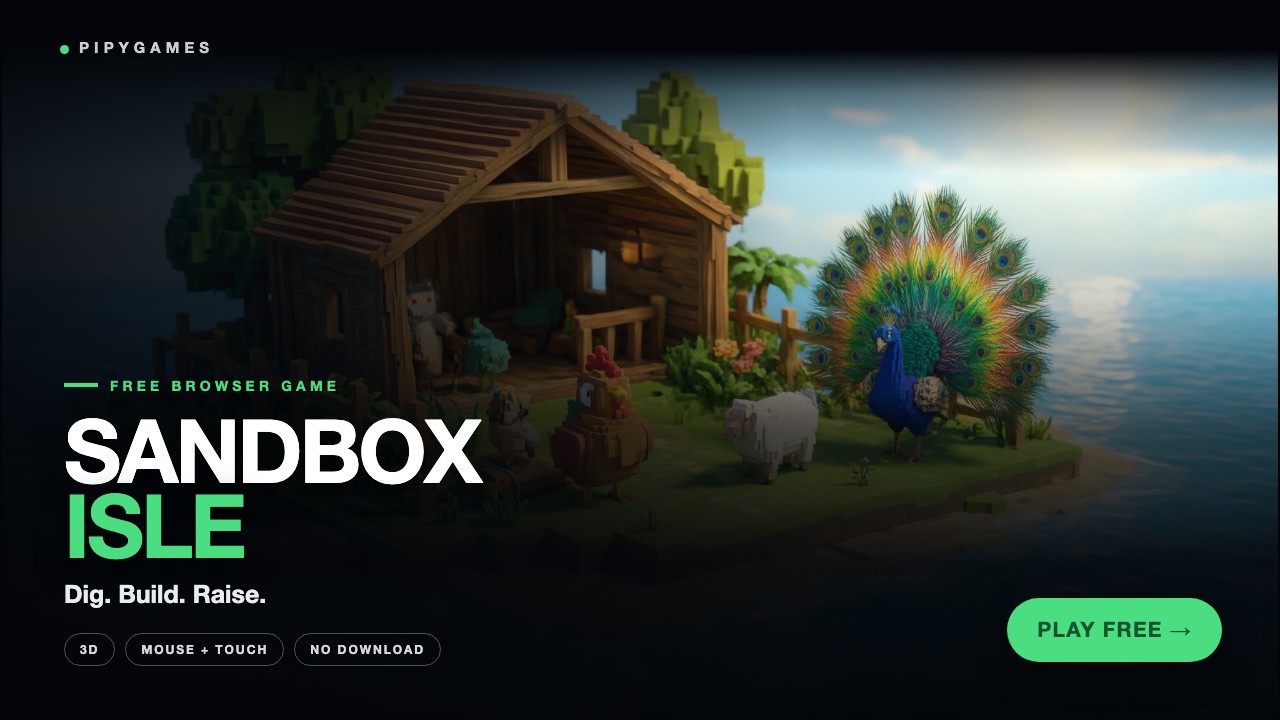 PIPYGAMES
FREE BROWSER GAME
SANDBOX
ISLE
Dig. Build. Raise.
3D
MOUSE + TOUCH
NO DOWNLOAD
PLAY FREE →